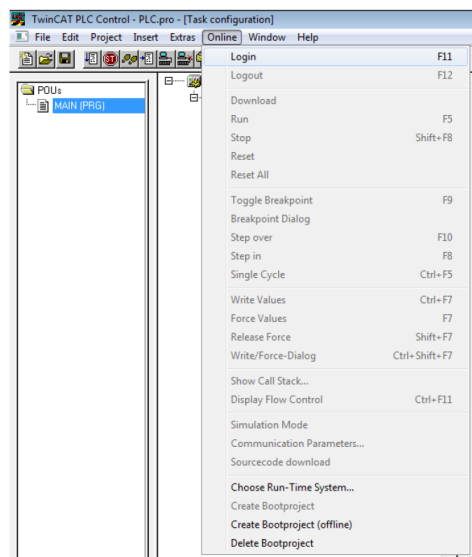 TwinCAT PLC Control - PLC.pro - [Task configuration]
File Edit Project Insert Extras Online Window Help
POUs
MAIN (PRG)
Login F11
Logout F12
Download
Run F5
Stop Shift+F8
Reset
Reset All
Toggle Breakpoint F9
Breakpoint Dialog
Step over F10
Step in F8
Single Cycle Ctrl+F5
Write Values Ctrl+F7
Force Values F7
Release Force Shift+F7
Write/Force-Dialog Ctrl+Shift+F7
Show Call Stack...
Display Flow Control Ctrl+F11
Simulation Mode
Communication Parameters...
Sourcecode download
Choose Run-Time System...
Create Bootproject
Create Bootproject (offline)
Delete Bootproject